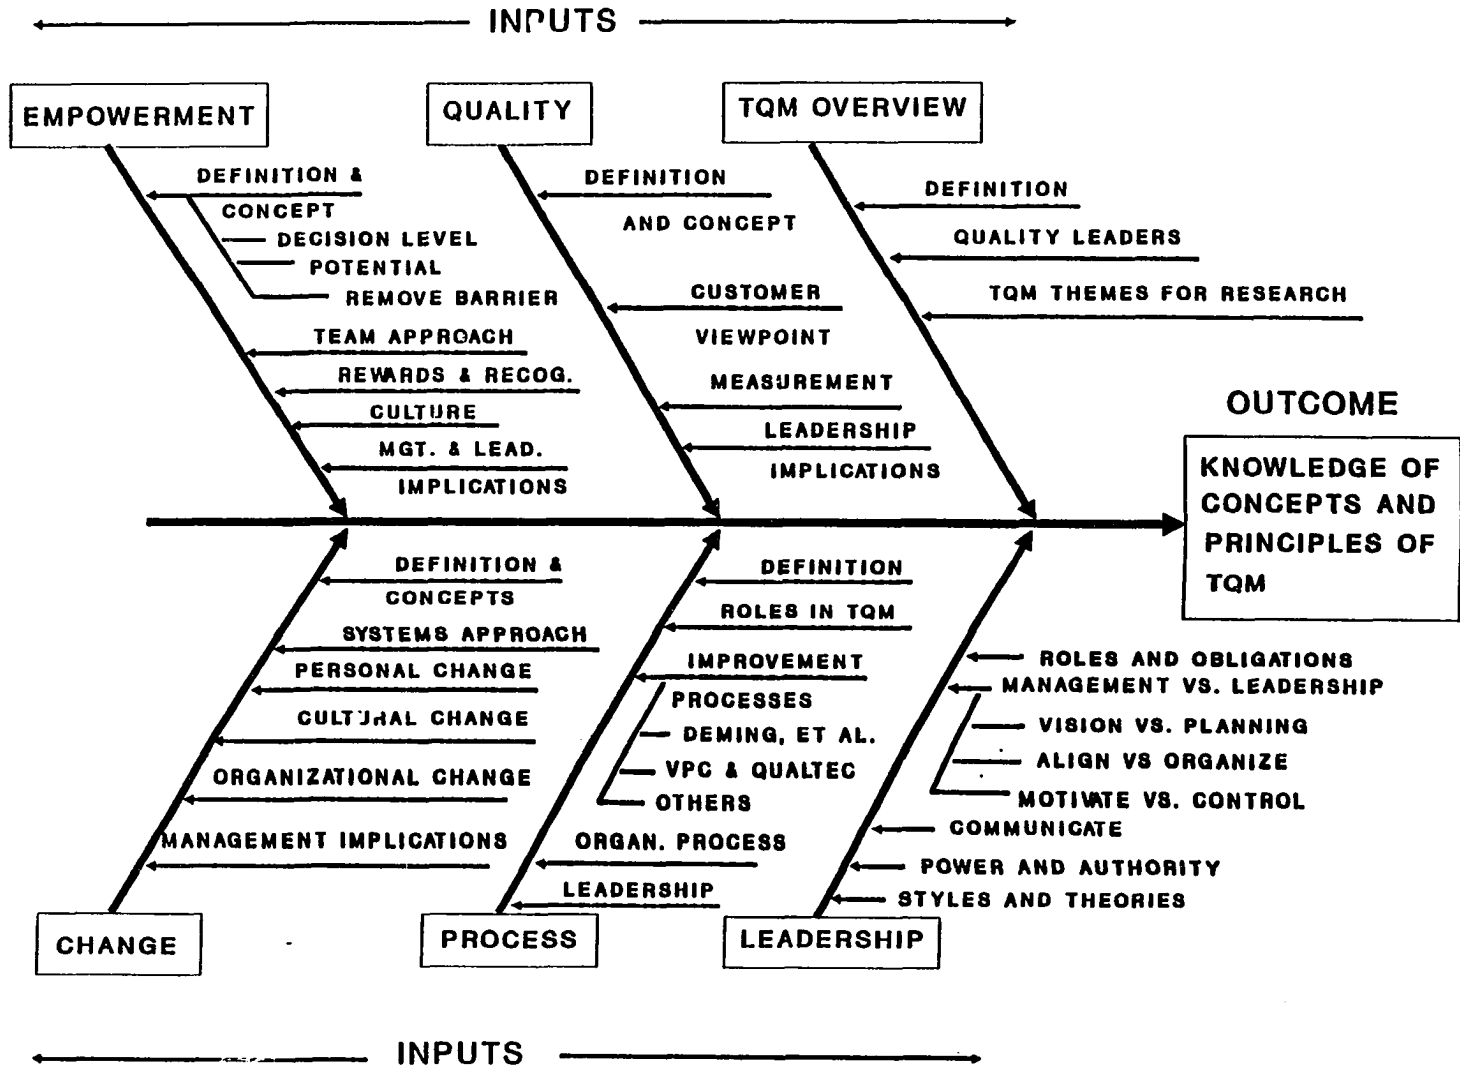 INPUTS
EMPOWERMENT
DEFINITION &
CONCEPT
DECISION LEVEL
POTENTIAL
REMOVE BARRIER
TEAM APPROACH
REWARDS & RECOG.
CULTURE
MGT. & LEAD.
IMPLICATIONS
QUALITY
DEFINITION
AND CONCEPT
CUSTOMER
VIEWPOINT
MEASUREMENT
LEADERSHIP
IMPLICATIONS
TQM OVERVIEW
DEFINITION
QUALITY LEADERS
TQM THEMES FOR RESEARCH
OUTCOME
KNOWLEDGE OF
CONCEPTS AND
PRINCIPLES OF
TQM
DEFINITION &
CONCEPTS
SYSTEMS APPROACH
PERSONAL CHANGE
CULTURAL CHANGE
ORGANIZATIONAL CHANGE
MANAGEMENT IMPLICATIONS
CHANGE
DEFINITION
ROLES IN TQM
IMPROVEMENT
PROCESSES
DEMING, ET AL.
VPC & QUALTEC
OTHERS
ORGAN. PROCESS
LEADERSHIP
PROCESS
ROLES AND OBLIGATIONS
MANAGEMENT VS. LEADERSHIP
VISION VS. PLANNING
ALIGN VS ORGANIZE
MOTIVATE VS. CONTROL
COMMUNICATE
POWER AND AUTHORITY
STYLES AND THEORIES
LEADERSHIP
INPUTS